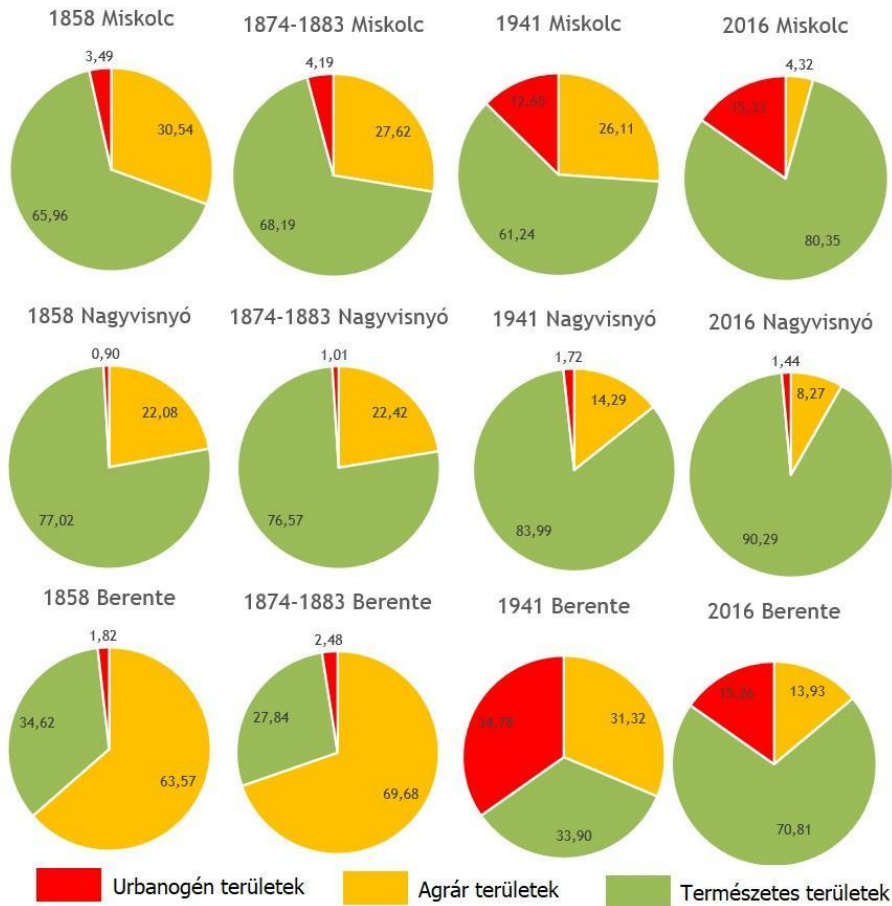 1858 Miskolc
3,49
30,54
65,96
1874-1883 Miskolc
4,19
27,62
68,19
1941 Miskolc
12,65
26,11
61,24
2016 Miskolc
4,32
15,33
80,35
1858 Nagyvisnyó
0,90
22,08
77,02
1874-1883 Nagyvisnyó
1,01
22,42
76,57
1941 Nagyvisnyó
1,72
14,29
83,99
2016 Nagyvisnyó
1,44
8,27
90,29
1858 Berente
1,82
34,62
63,57
1874-1883 Berente
2,48
27,84
69,68
1941 Berente
34,78
31,32
33,90
2016 Berente
15,26
13,93
70,81
Urbanogén területek
Agrár területek
Természetes területek